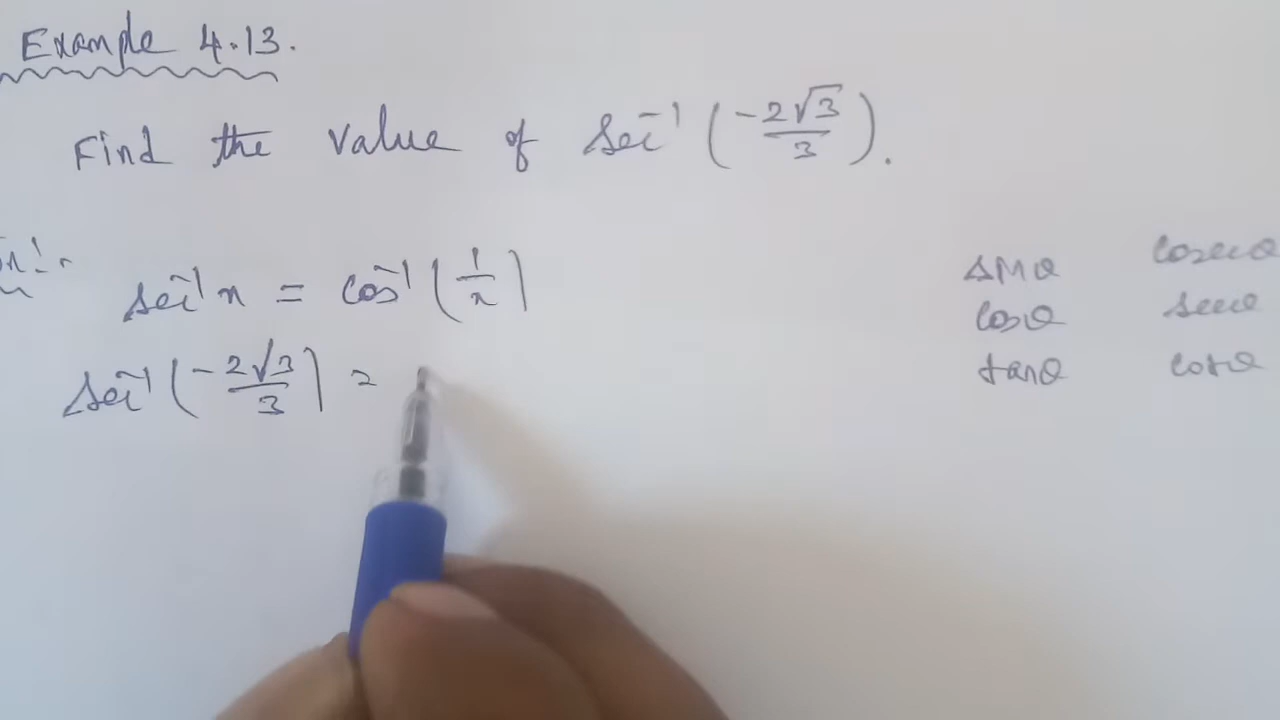 Example 4.13.
Find the value of sec⁻¹(-2√3/3).
sec⁻¹x = cos⁻¹(1/x)
sec⁻¹(-2√3/3) =
sinθ cosecθ
cosθ secθ
tanθ cotθ